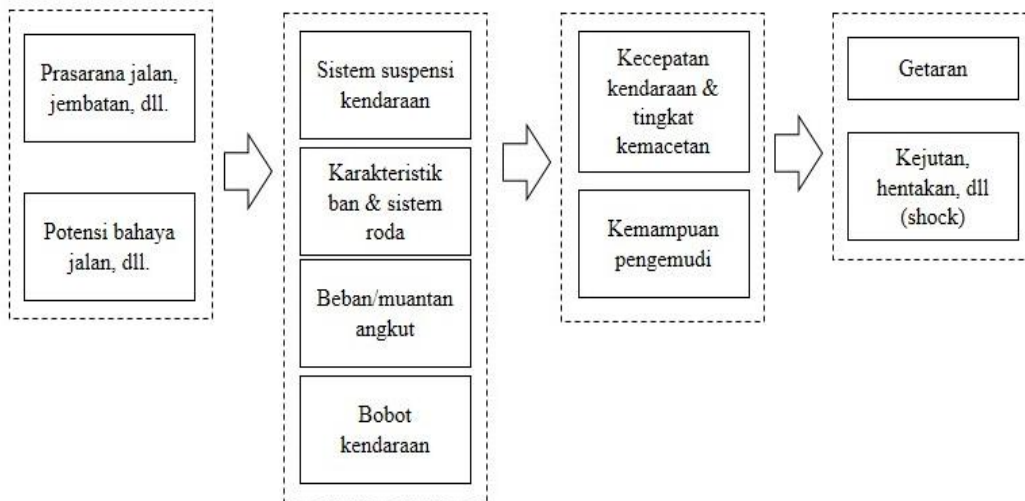 Prasarana jalan,
jembatan, dll.
Potensi bahaya
jalan, dll.
Sistem suspensi
kendaraan
Karakteristik
ban & sistem
roda
Beban/muantan
angkut
Bobot
kendaraan
Kecepatan
kendaraan &
tingkat
kemacetan
Kemampuan
pengemudi
Getaran
Kejutan,
hentakan, dll
(shock)